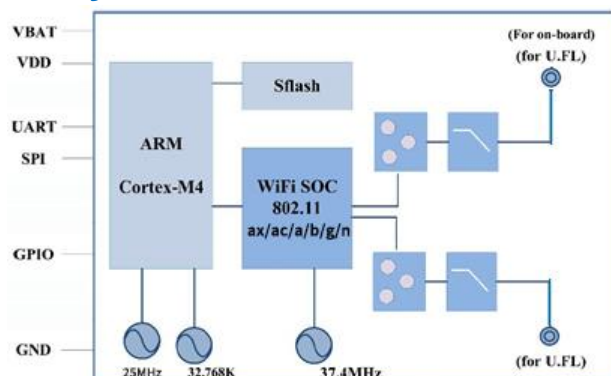 VBAT
VDD
UART
SPI
GPIO
GND
ARM
Cortex-M4
Sflash
WiFi SOC
802.11
ax/ac/a/b/g/n
(For on-board)
(for U.FL)
(for U.FL)
25MHz
32.768K
37.4MHz